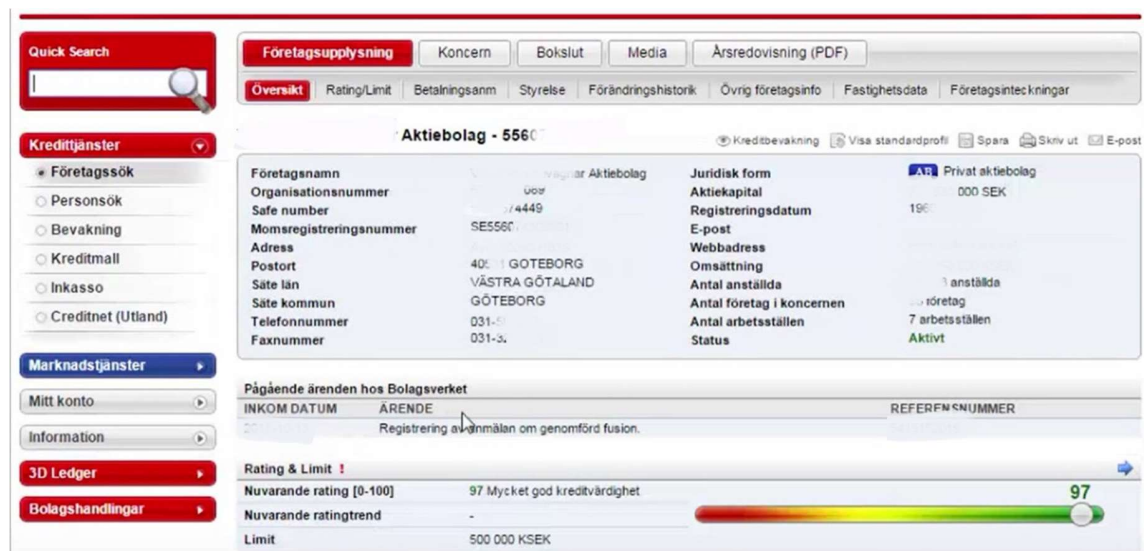 Quick Search
Företagsupplysning Koncern Bokslut Media Årsredovisning (PDF)
Översikt Rating/Limit Betalningsanm Styrelse Förändringshistorik Övrig företagsinfo Fastighetsdata Företagsinteckningar
Aktiebolag - 5560
Kreditbevakning Visa standardprofil Spara Skriv ut E-post
Kredittjänster
Företagssök
Personsök
Bevakning
Kreditmall
Inkasso
Creditnet (Utland)
Marknadstjänster
Mitt konto
Information
3D Ledger
Bolagshandlingar
Företagsnamn Aktiebolag
Organisationsnummer
Safe number 4449
Momsregistreringsnummer SE5560
Adress
Postort GOTEBORG
Säte län VÄSTRA GÖTALAND
Säte kommun GÖTEBORG
Telefonnummer 031-
Faxnummer 031-
Juridisk form AB Privat aktiebolag
Aktiekapital 000 SEK
Registreringsdatum 196
E-post
Webbadress
Omsättning
Antal anställda anställda
Antal företag i koncernen företag
Antal arbetsställen 7 arbetsställen
Status Aktivt
Pågående ärenden hos Bolagsverket
INKOM DATUM ÄRENDE REFERENSNUMMER
Registrering av anmälan om genomförd fusion.
Rating & Limit !
Nuvarande rating [0-100] 97 Mycket god kreditvärdighet 97
Nuvarande ratingtrend -
Limit 500 000 KSEK